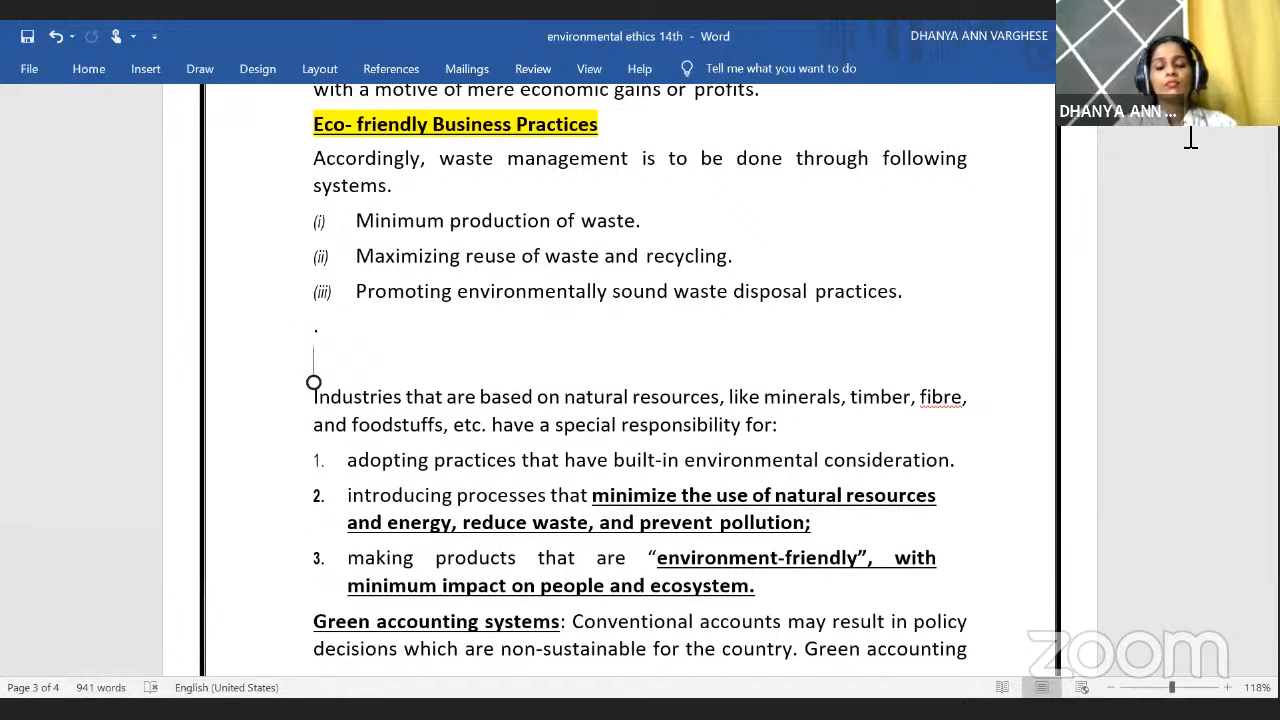 environmental ethics 14th - Word
DHANYA ANN VARGHESE
File Home Insert Draw Design Layout References Mailings Review View Help Tell me what you want to do
DHANYA ANN ...
with a motive of mere economic gains or profits.
Eco- friendly Business Practices
Accordingly, waste management is to be done through following
systems.
(i) Minimum production of waste.
(ii) Maximizing reuse of waste and recycling.
(iii) Promoting environmentally sound waste disposal practices.
.
Industries that are based on natural resources, like minerals, timber, fibre,
and foodstuffs, etc. have a special responsibility for:
1. adopting practices that have built-in environmental consideration.
2. introducing processes that minimize the use of natural resources
and energy, reduce waste, and prevent pollution;
3. making products that are “environment-friendly”, with
minimum impact on people and ecosystem.
Green accounting systems: Conventional accounts may result in policy
decisions which are non-sustainable for the country. Green accounting
zoom
Page 3 of 4 941 words English (United States) 118%